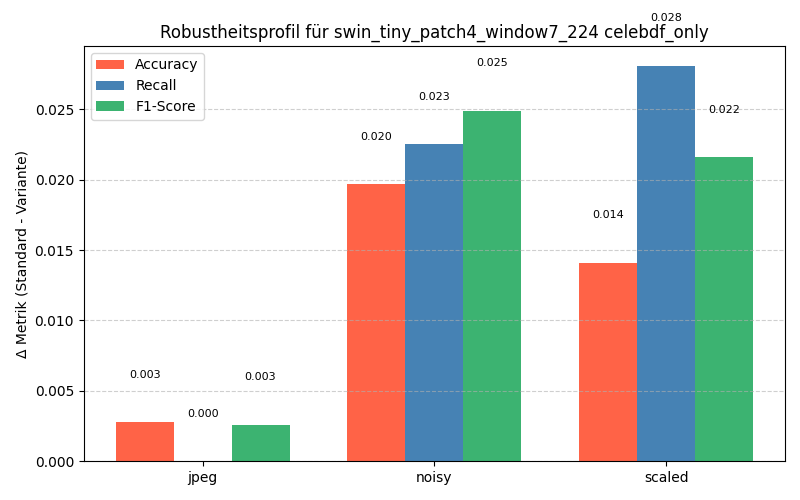 0.028
Robustheitsprofil für swin_tiny_patch4_window7_224 celebdf_only
Accuracy
Recall
F1-Score
Δ Metrik (Standard - Variante)
0.025
0.020
0.015
0.010
0.005
0.000
0.003
0.000
0.003
0.020
0.023
0.025
0.014
0.022
jpeg
noisy
scaled